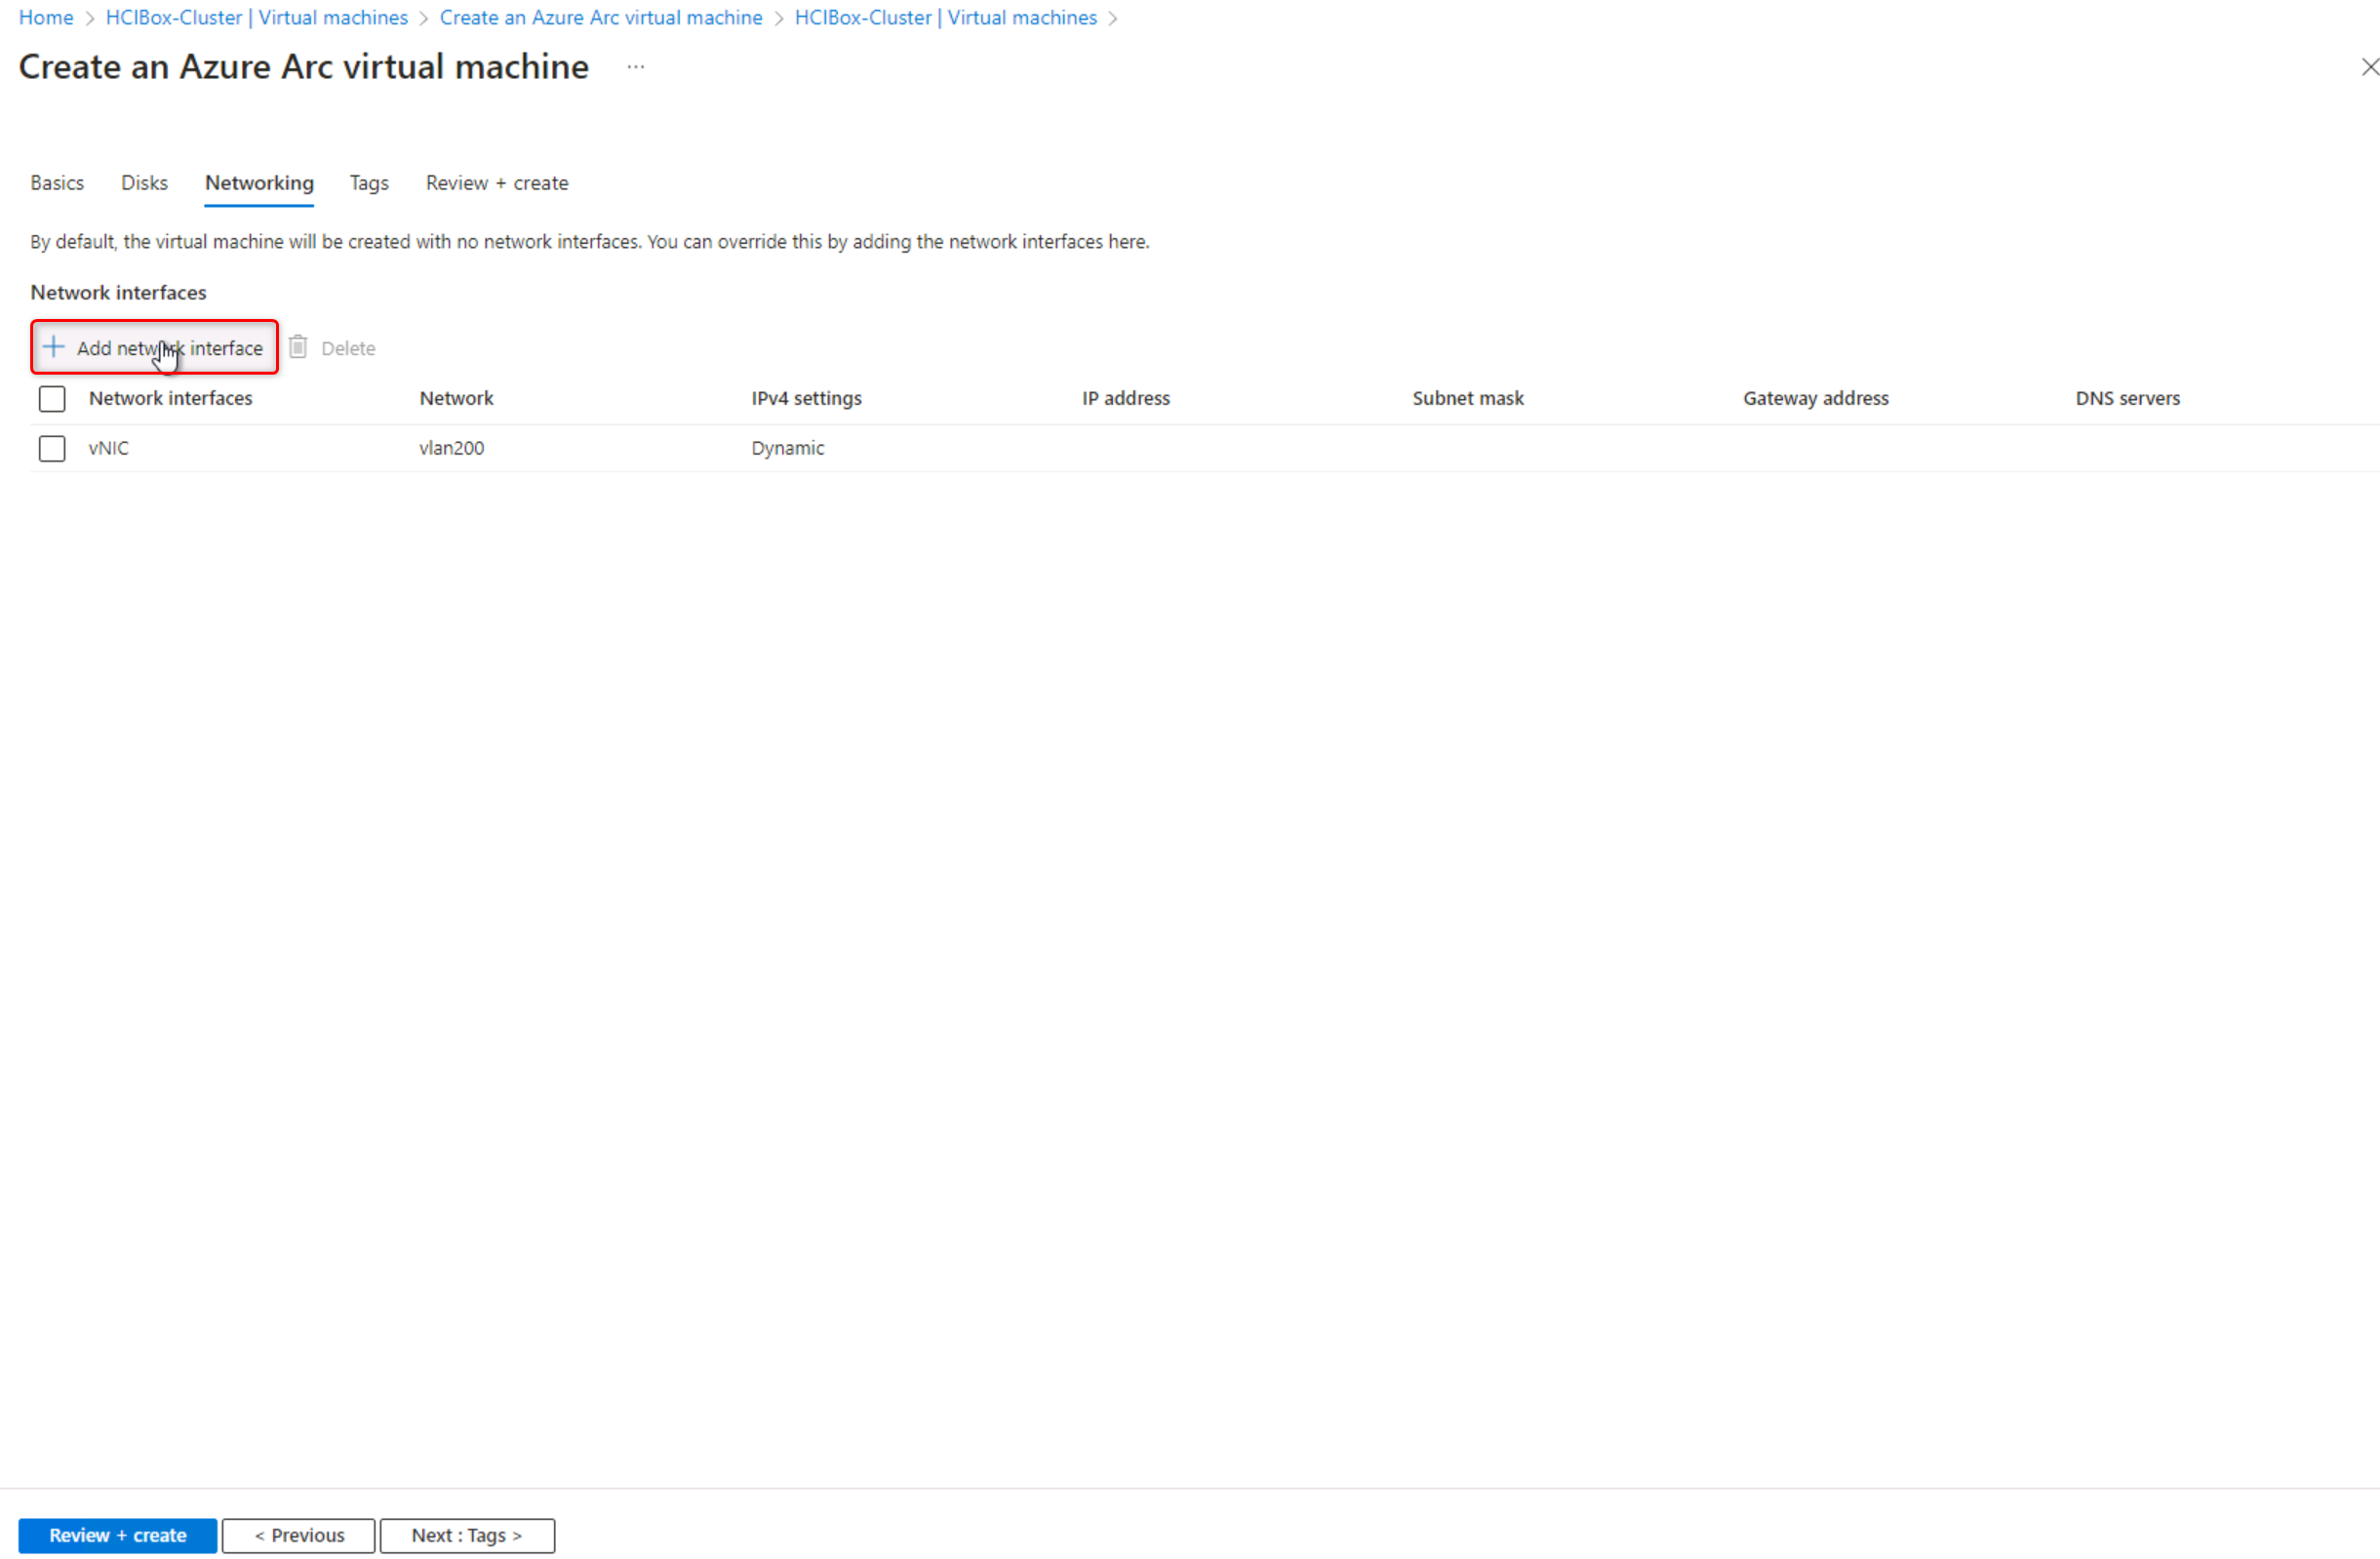 Home > HCIBox-Cluster | Virtual machines > Create an Azure Arc virtual machine > HCIBox-Cluster | Virtual machines >
Create an Azure Arc virtual machine ...
Basics Disks Networking Tags Review + create
By default, the virtual machine will be created with no network interfaces. You can override this by adding the network interfaces here.
Network interfaces
+ Add network interface Delete
Network interfaces Network IPv4 settings IP address Subnet mask Gateway address DNS servers
vNIC vlan200 Dynamic
Review + create < Previous Next : Tags >